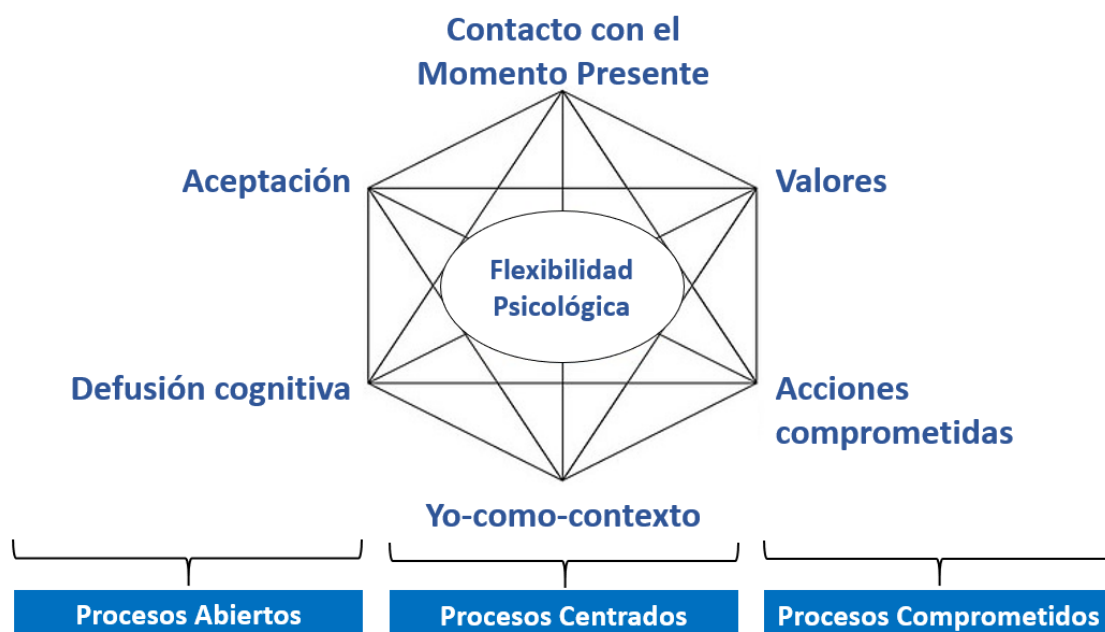 Contacto con el
Momento Presente
Aceptación
Valores
Flexibilidad
Psicológica
Defusión cognitiva
Acciones
comprometidas
Yo-como-contexto
Procesos Abiertos
Procesos Centrados
Procesos Comprometidos